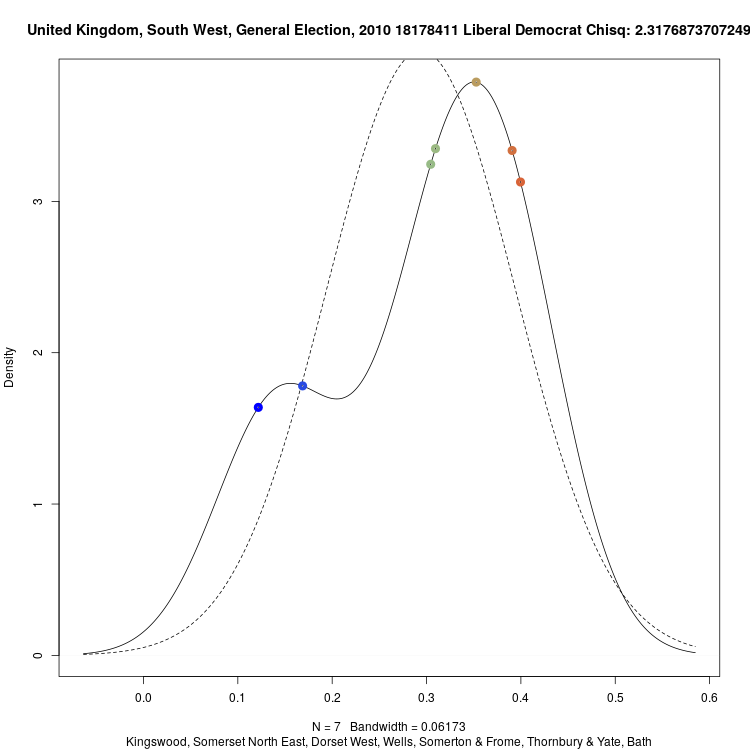 United Kingdom, South West, General Election, 2010 18178411 Liberal Democrat Chisq: 2.3176873707249
Density
3
2
1
0
0.0 0.1 0.2 0.3 0.4 0.5 0.6
N = 7 Bandwidth = 0.06173
Kingswood, Somerset North East, Dorset West, Wells, Somerton & Frome, Thornbury & Yate, Bath